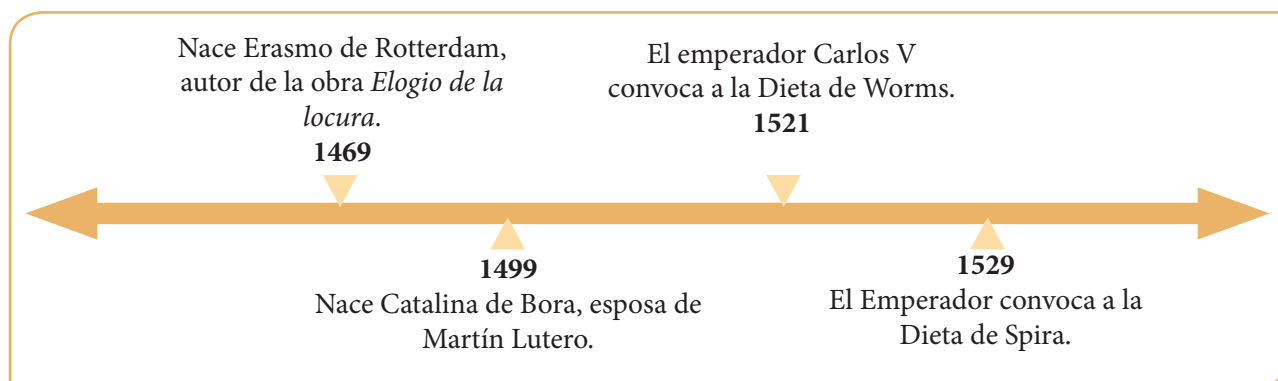 Nace Erasmo de Rotterdam,
autor de la obra Elogio de la
locura.
1469
El emperador Carlos V
convoca a la Dieta de Worms.
1521
1499
Nace Catalina de Bora, esposa de
Martín Lutero.
1529
El Emperador convoca a la
Dieta de Spira.